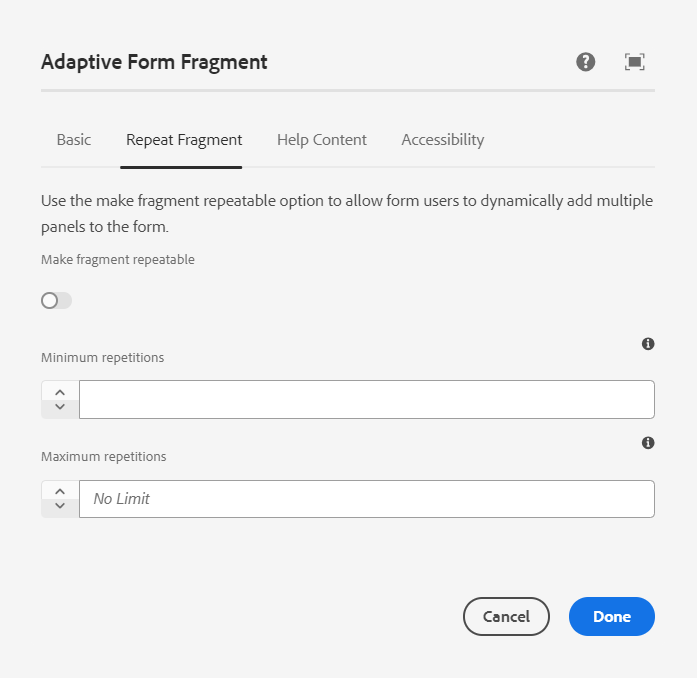 Adaptive Form Fragment
Basic Repeat Fragment Help Content Accessibility
Use the make fragment repeatable option to allow form users to dynamically add multiple
panels to the form.
Make fragment repeatable
Minimum repetitions
Maximum repetitions
No Limit
Cancel Done